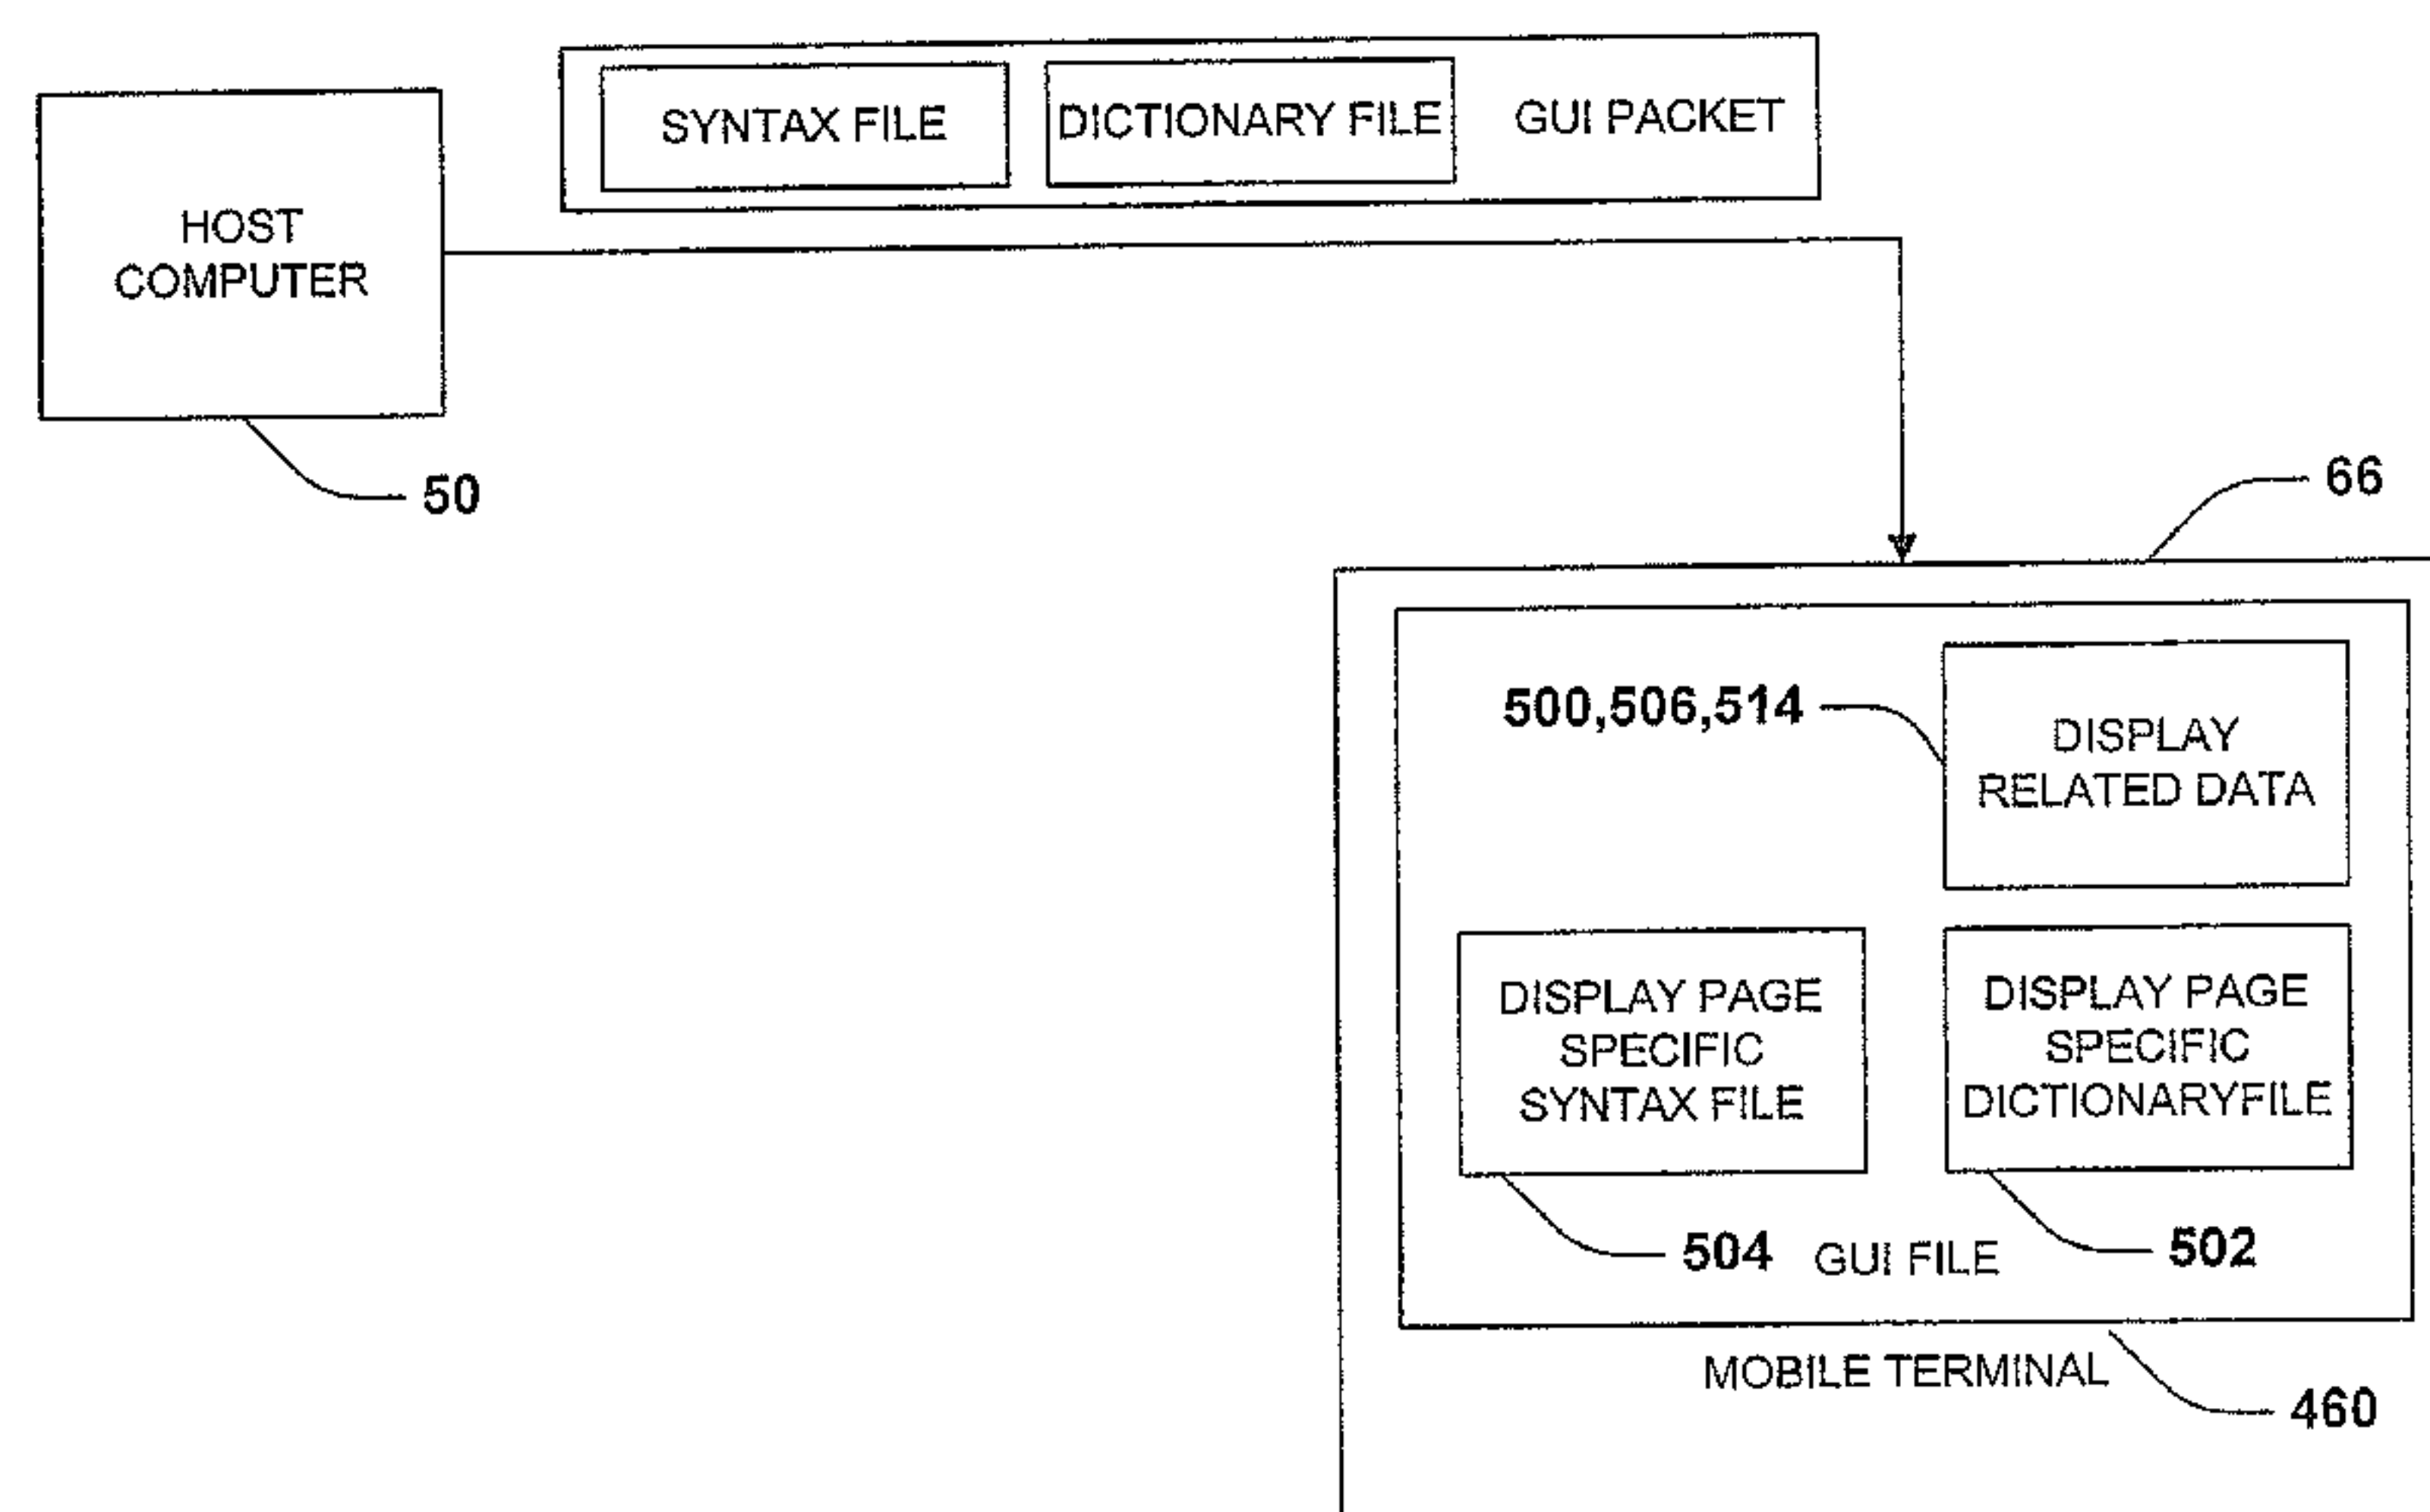 SYNTAX FILE
DICTIONARY FILE
GUI PACKET
HOST
COMPUTER
50
66
500,506,514
DISPLAY
RELATED DATA
DISPLAY PAGE
SPECIFIC
SYNTAX FILE
DISPLAY PAGE
SPECIFIC
DICTIONARYFILE
504
GUI FILE
502
MOBILE TERMINAL
460